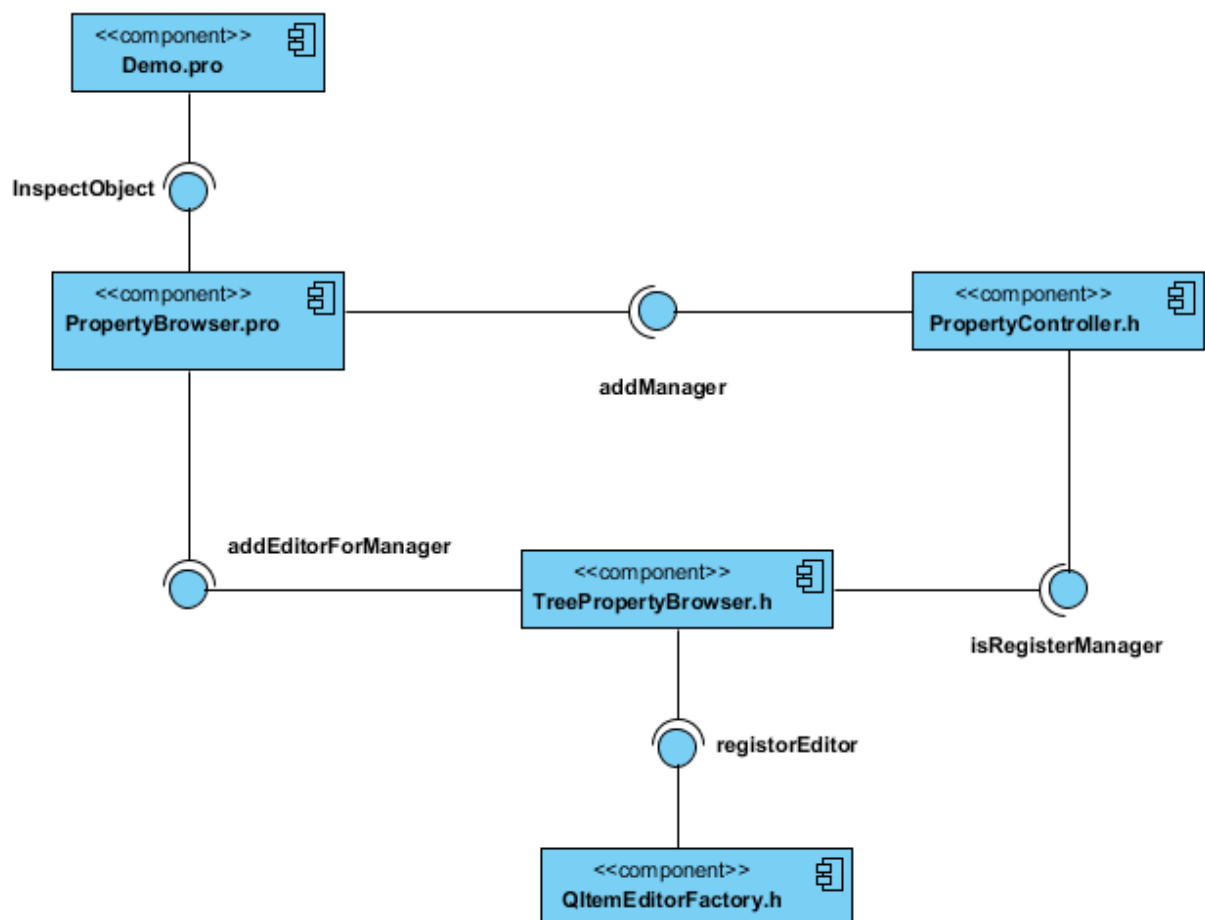 <<component>>
Demo.pro
InspectObject
<<component>>
PropertyBrowser.pro
<<component>>
PropertyController.h
addManager
addEditorForManager
<<component>>
TreePropertyBrowser.h
isRegisterManager
registorEditor
<<component>>
QItemEditorFactory.h